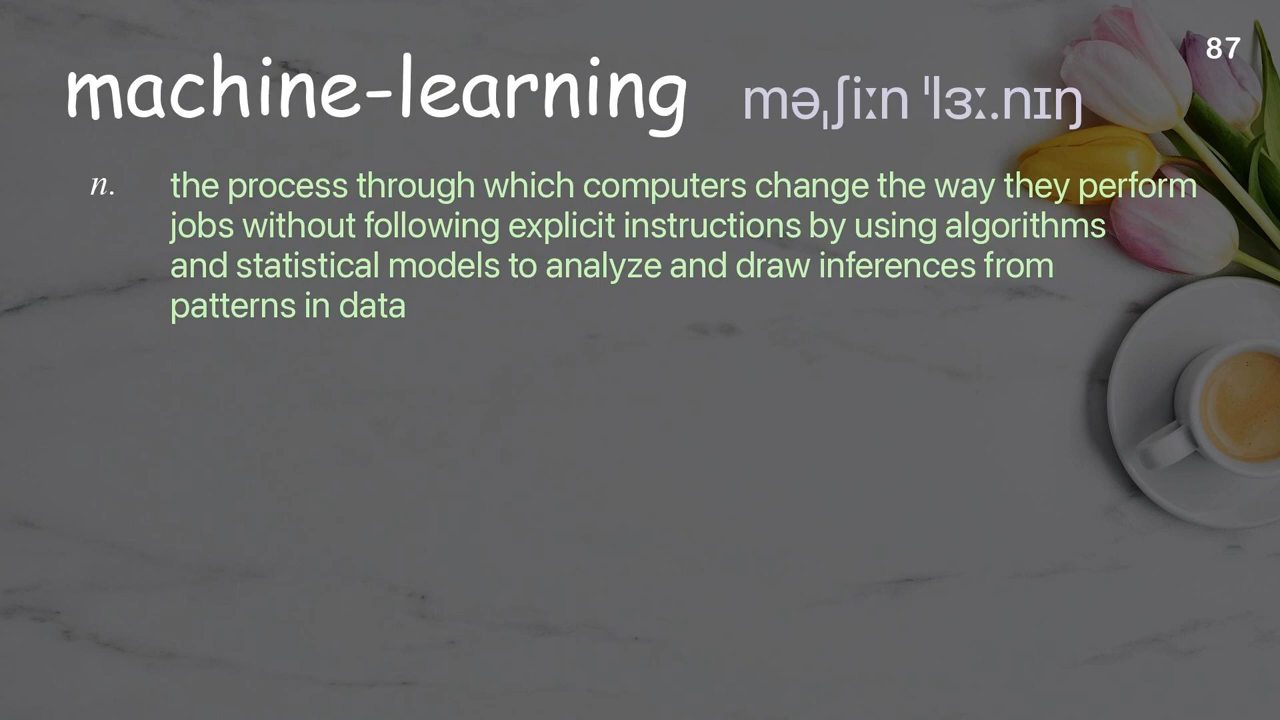 87
machine-learning məˌʃiːn ˈlɜː.nɪŋ
n. the process through which computers change the way they perform
jobs without following explicit instructions by using algorithms
and statistical models to analyze and draw inferences from
patterns in data